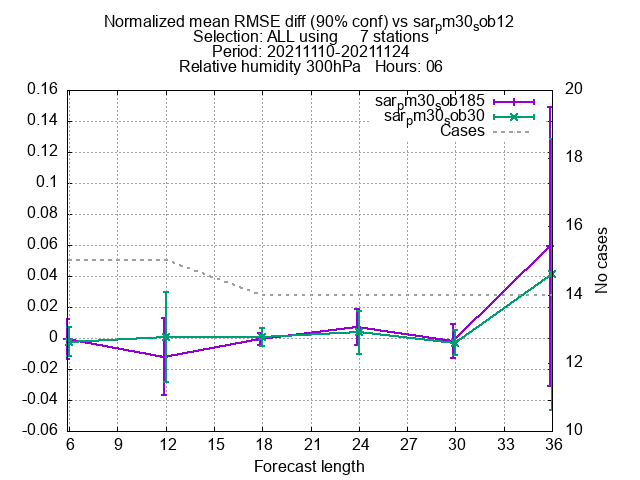 Normalized mean RMSE diff (90% conf) vs sarpm30sob12
Selection: ALL using 7 stations
Period: 20211110-20211124
Relative humidity 300hPa Hours: 06
sarpm30sob185
sarpm30sob30
Cases
0.16
0.14
0.12
0.1
0.08
0.06
0.04
0.02
0
-0.02
-0.04
-0.06
20
18
16
14
12
10
No cases
6 9 12 15 18 21 24 27 30 33 36
Forecast length